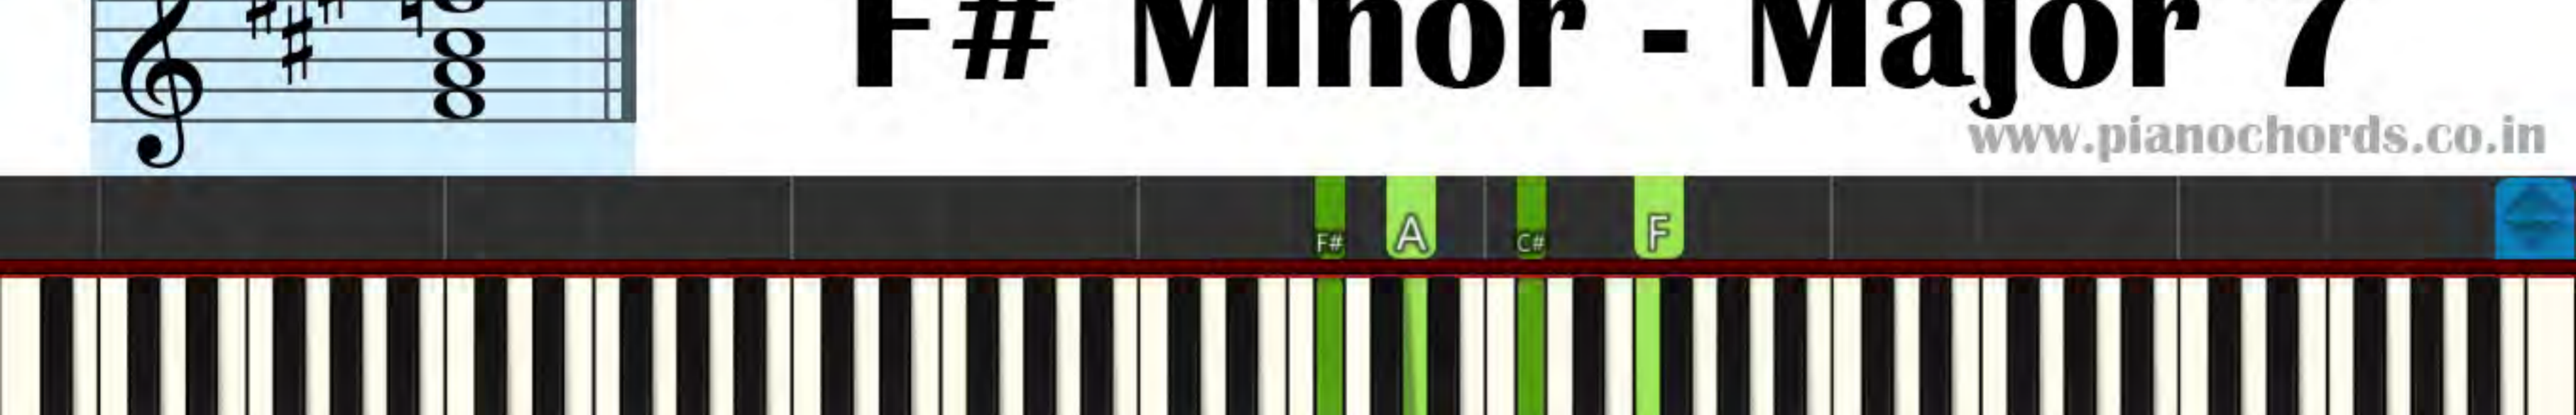 F# Minor - Major 7
www.pianochords.co.in
F# A C# F